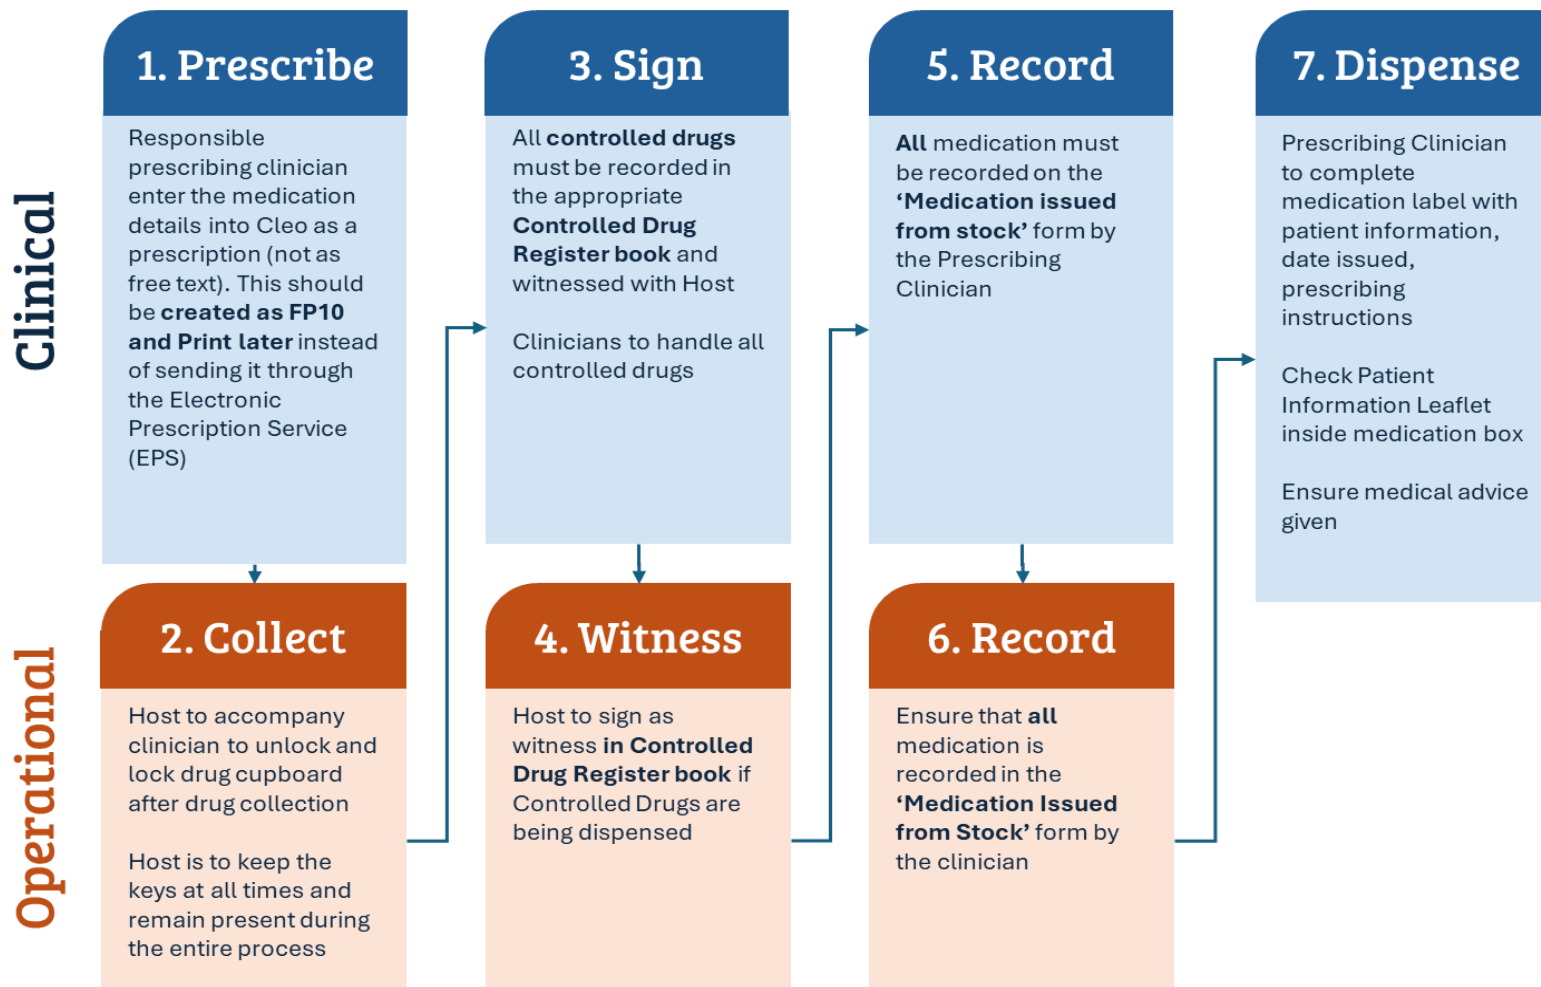 Clinical
1. Prescribe
Responsible
prescribing clinician
enter the medication
details into Cleo as a
prescription (not as
free text). This should
be created as FP10
and Print later instead
of sending it through
the Electronic
Prescription Service
(EPS)
3. Sign
All controlled drugs
must be recorded in
the appropriate
Controlled Drug
Register book and
witnessed with Host
Clinicians to handle all
controlled drugs
5. Record
All medication must
be recorded on the
‘Medication issued
from stock’ form by
the Prescribing
Clinician
7. Dispense
Prescribing Clinician
to complete
medication label with
patient information,
date issued,
prescribing
instructions
Check Patient
Information Leaflet
inside medication box
Ensure medical advice
given
Operational
2. Collect
Host to accompany
clinician to unlock and
lock drug cupboard
after drug collection
Host is to keep the
keys at all times and
remain present during
the entire process
4. Witness
Host to sign as
witness in Controlled
Drug Register book if
Controlled Drugs are
being dispensed
6. Record
Ensure that all
medication is
recorded in the
‘Medication Issued
from Stock’ form by
the clinician